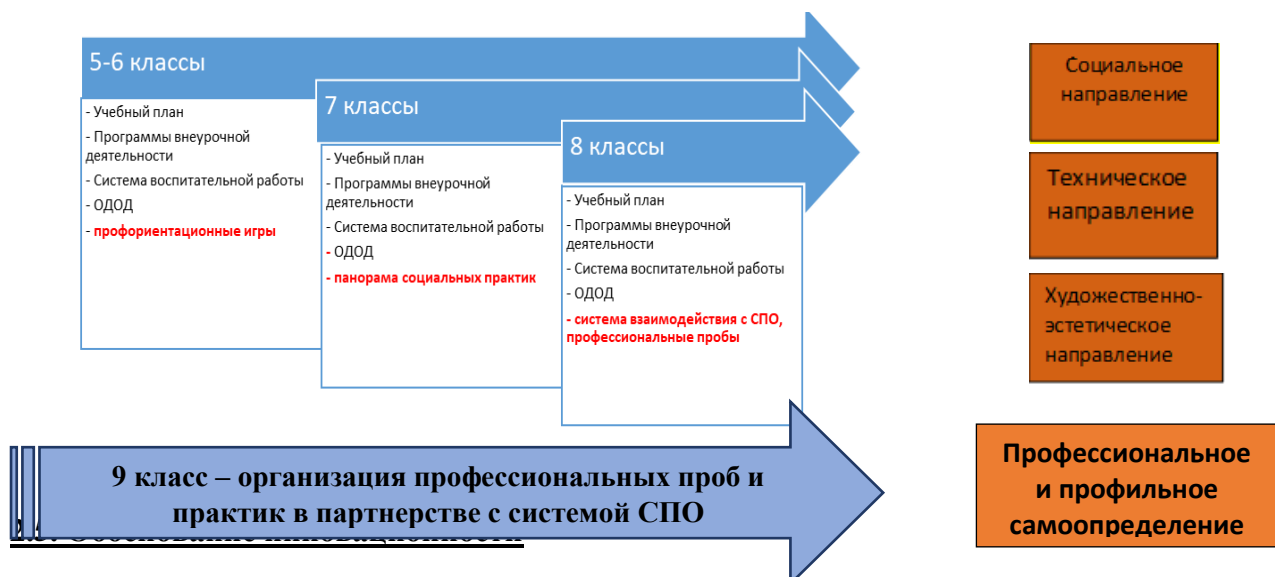 5-6 классы
- Учебный план
- Программы внеурочной
деятельности
- Система воспитательной работы
- ОДОД
- профориентационные игры
7 классы
- Учебный план
- Программы внеурочной
деятельности
- Система воспитательной работы
- ОДОД
- панорама социальных практик
8 классы
- Учебный план
- Программы внеурочной
деятельности
- Система воспитательной работы
- ОДОД
- система взаимодействия с СПО,
профессиональные пробы
Социальное
направление
Техническое
направление
Художественно-
эстетическое
направление
9 класс – организация профессиональных проб и
практик в партнерстве с системой СПО
Профессиональное
и профильное
самоопределение